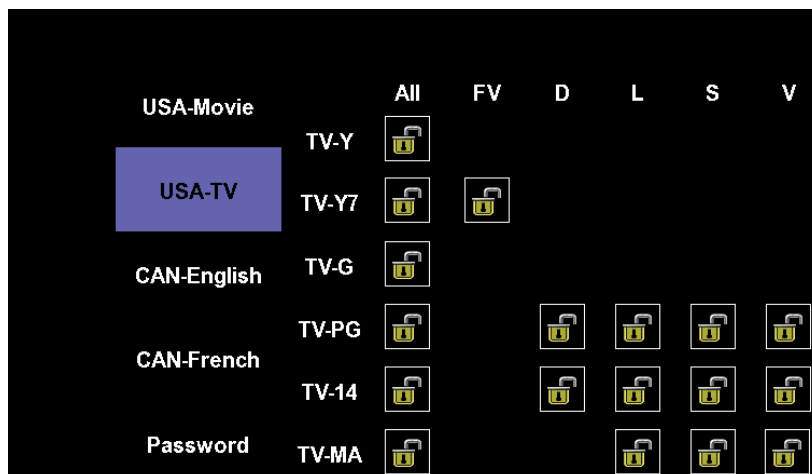 All FV D L S V
USA-Movie
TV-Y
USA-TV
TV-Y7
CAN-English
TV-G
TV-PG
CAN-French
TV-14
Password
TV-MA